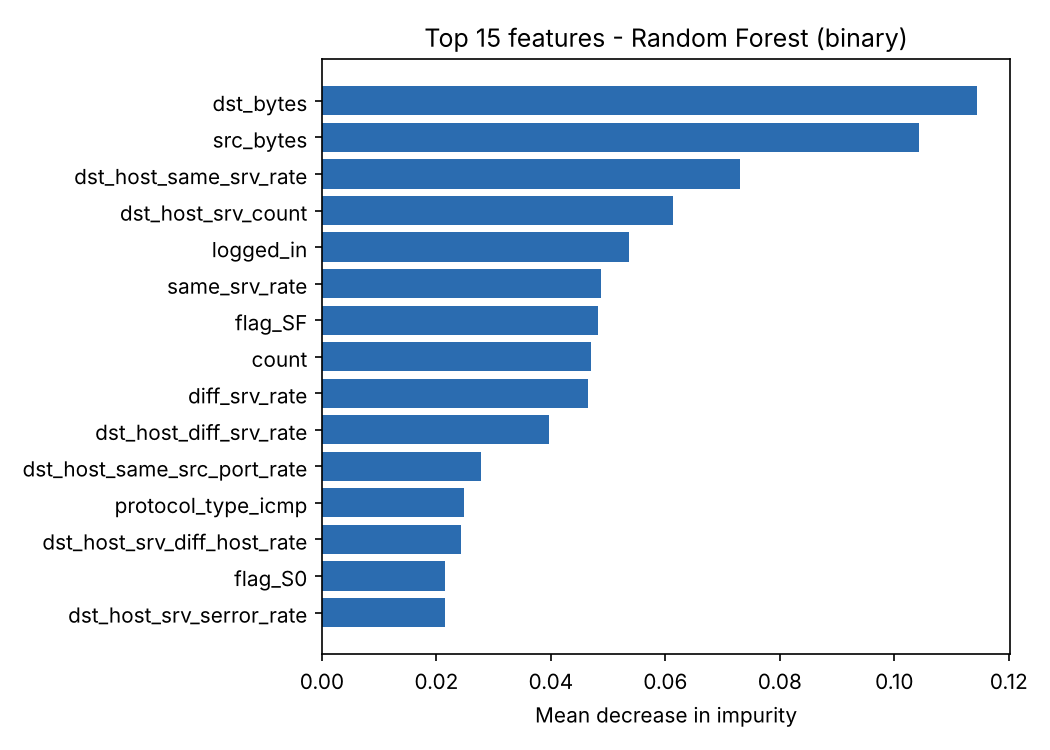 Top 15 features - Random Forest (binary)
dst_bytes
src_bytes
dst_host_same_srv_rate
dst_host_srv_count
logged_in
same_srv_rate
flag_SF
count
diff_srv_rate
dst_host_diff_srv_rate
dst_host_same_src_port_rate
protocol_type_icmp
dst_host_srv_diff_host_rate
flag_S0
dst_host_srv_serror_rate
0.00 0.02 0.04 0.06 0.08 0.10 0.12
Mean decrease in impurity